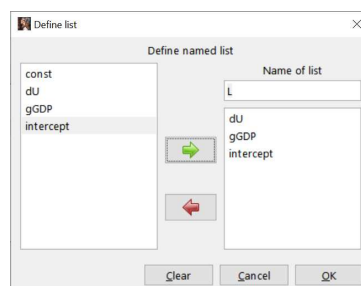 Define list
Define named list
const
dU
gGDP
intercept
Name of list
L
dU
gGDP
intercept
Clear
Cancel
OK